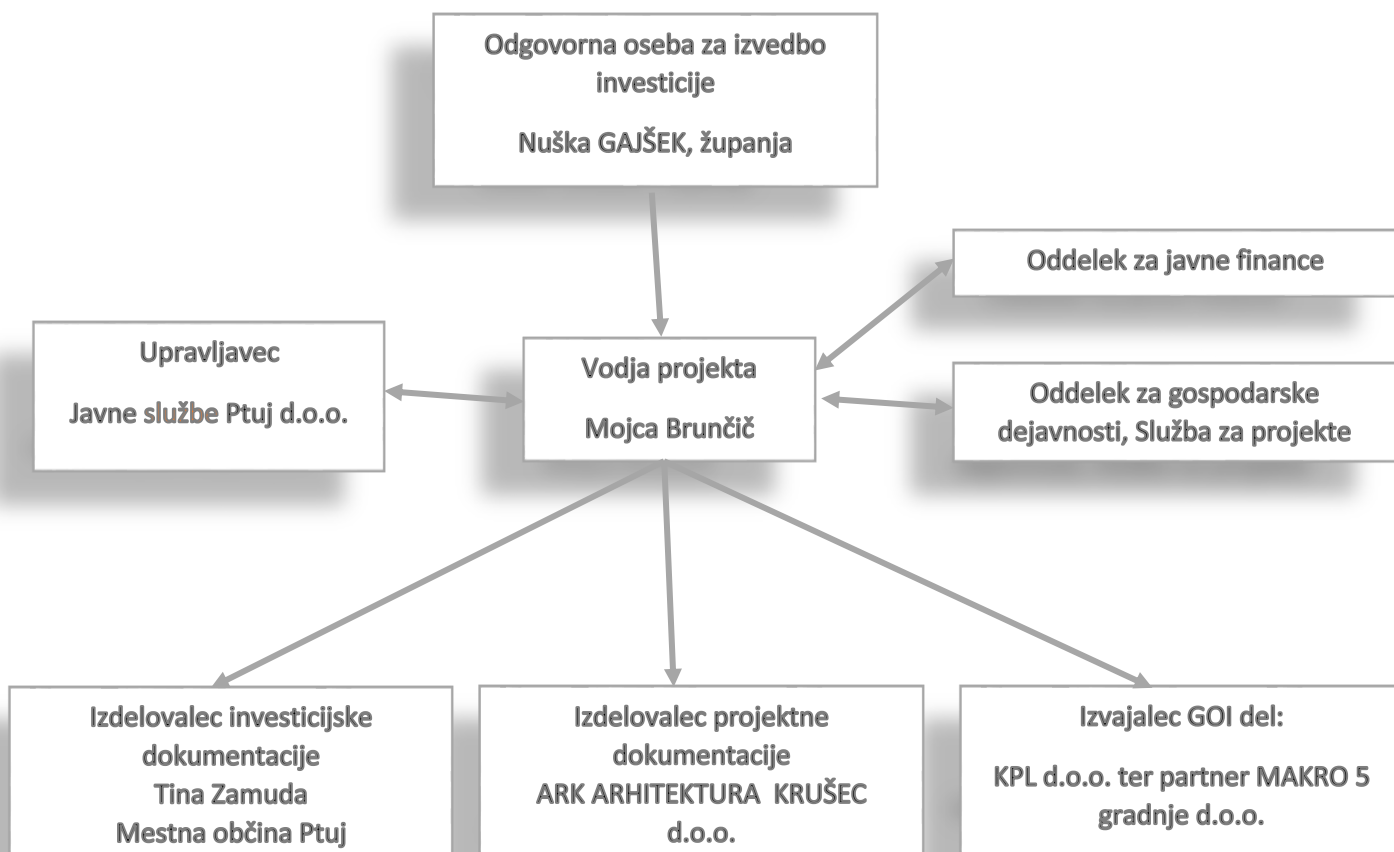 Odgovorna oseba za izvedbo
investicije
Nuška GAJŠEK, županja
Oddelek za javne finance
Upravljavec
Javne službe Ptuj d.o.o.
Vodja projekta
Mojca Brunčič
Oddelek za gospodarske
dejavnosti, Služba za projekte
Izdelovalec investicijske
dokumentacije
Tina Zamuda
Mestna občina Ptuj
Izdelovalec projektne
dokumentacije
ARK ARHITEKTURA KRUŠEC
d.o.o.
Izvajalec GOI del:
KPL d.o.o. ter partner MAKRO 5
gradnje d.o.o.